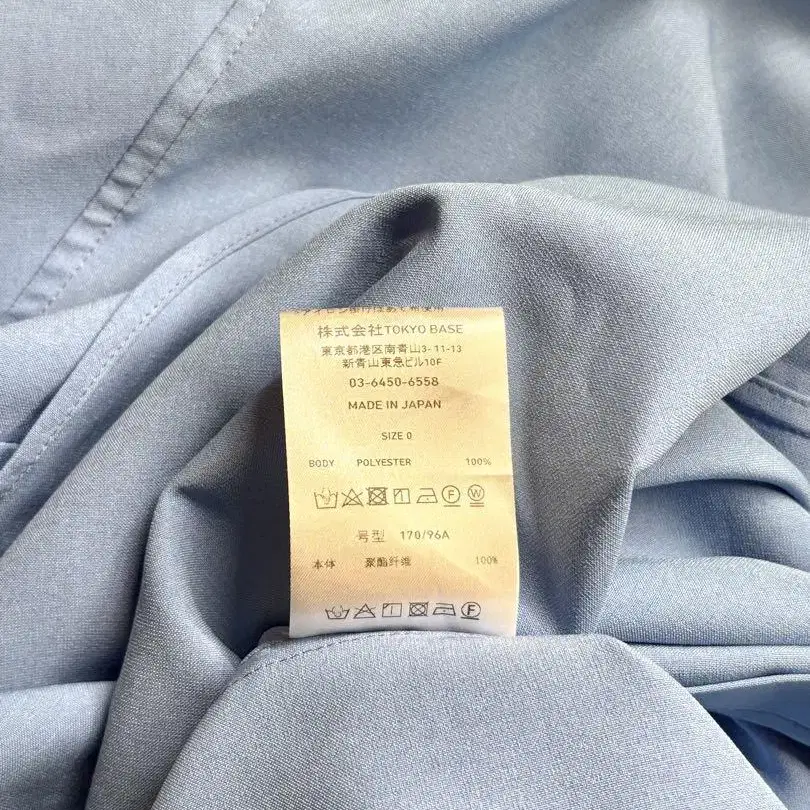 株式会社TOKYO BASE
東京都港区南青山3-11-13
新青山東急ビル10F
03-6450-6558
MADE IN JAPAN
SIZE 0
BODY POLYESTER 100%
F W
号型 170/96A
本体 聚酯纤维 100%
F